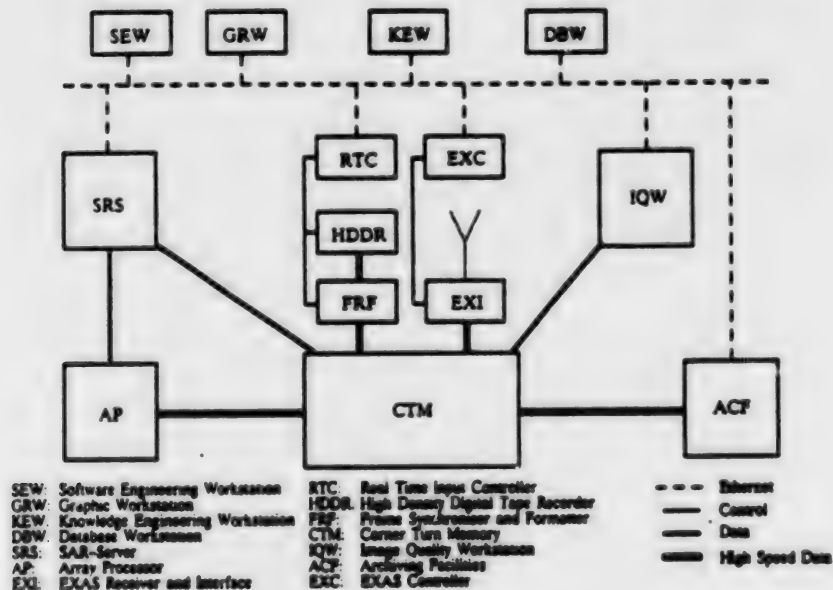 SEW GRW KEW DBW
RTC EXC
SRS IQW
HDDR
FRF EXI
AP CTM ACF
SEW: Software Engineering Workstation
GRW: Graphic Workstation
KEW: Knowledge Engineering Workstation
DBW: Database Workstation
SRS: SAR-Server
AP: Array Processor
EXI: EXAS Receiver and Interface
RTC: Real Time Input Controller
HDDR: High Density Digital Tape Recorder
FRF: Frame Synchronizer and Formatter
CTM: Corner Turn Memory
IQW: Image Quality Workstation
ACF: Archiving Facilities
EXC: EXAS Controller
Ethernet
Control
Data
High Speed Data